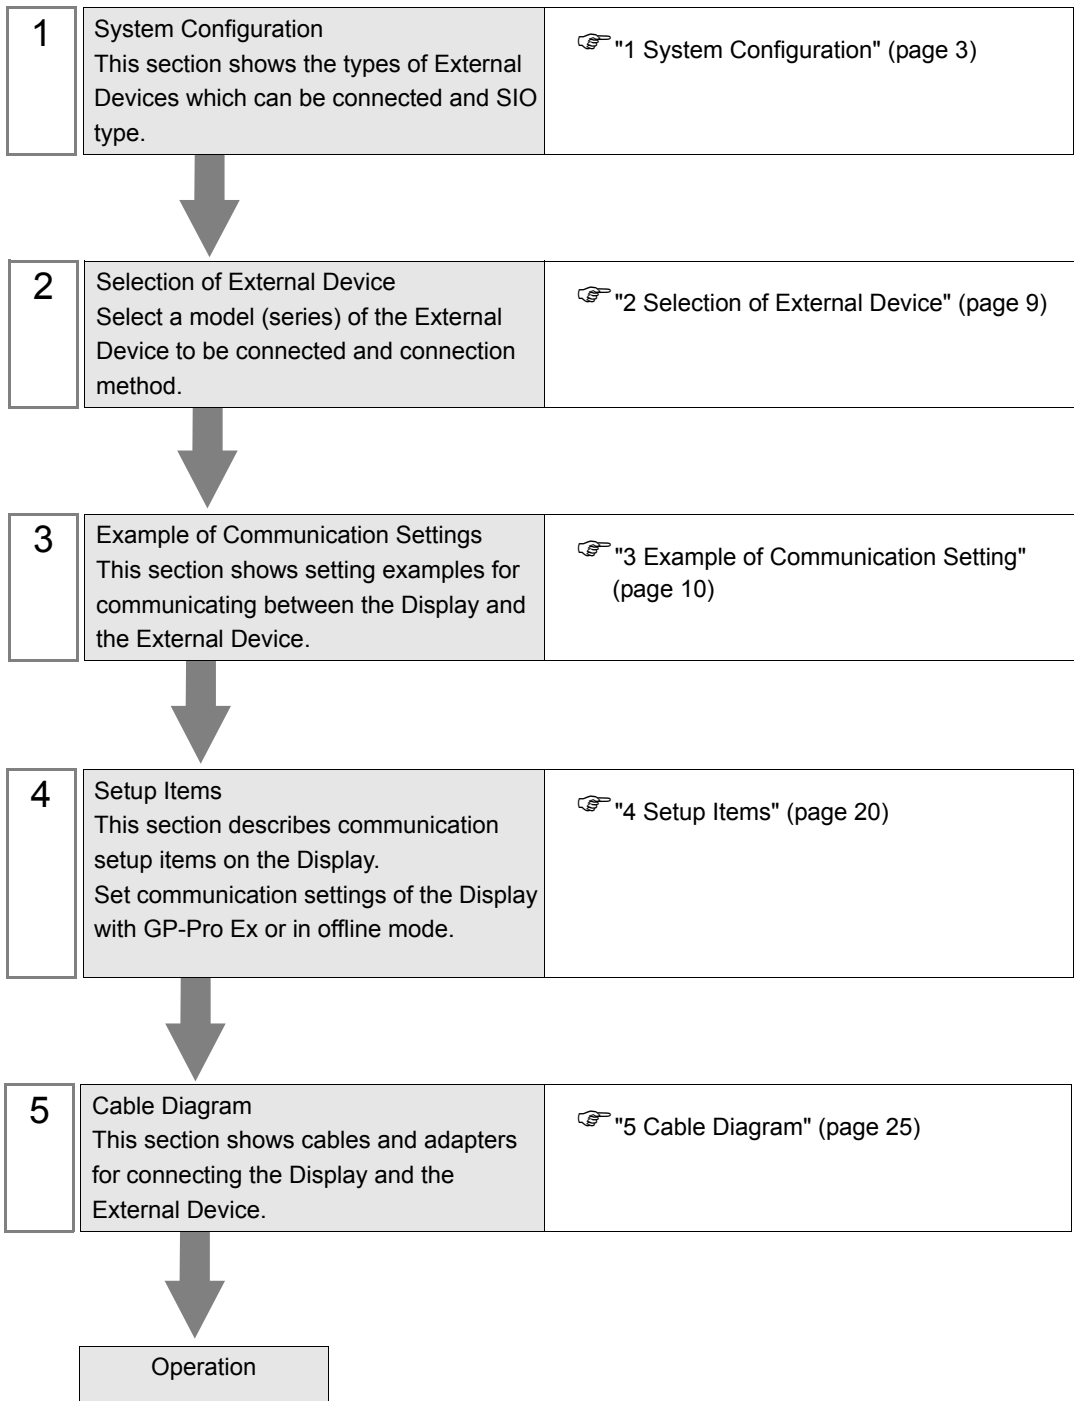 1
System Configuration
This section shows the types of External
Devices which can be connected and SIO
type.
"1 System Configuration" (page 3)
2
Selection of External Device
Select a model (series) of the External
Device to be connected and connection
method.
"2 Selection of External Device" (page 9)
3
Example of Communication Settings
This section shows setting examples for
communicating between the Display and
the External Device.
"3 Example of Communication Setting"
(page 10)
4
Setup Items
This section describes communication
setup items on the Display.
Set communication settings of the Display
with GP-Pro Ex or in offline mode.
"4 Setup Items" (page 20)
5
Cable Diagram
This section shows cables and adapters
for connecting the Display and the
External Device.
"5 Cable Diagram" (page 25)
Operation